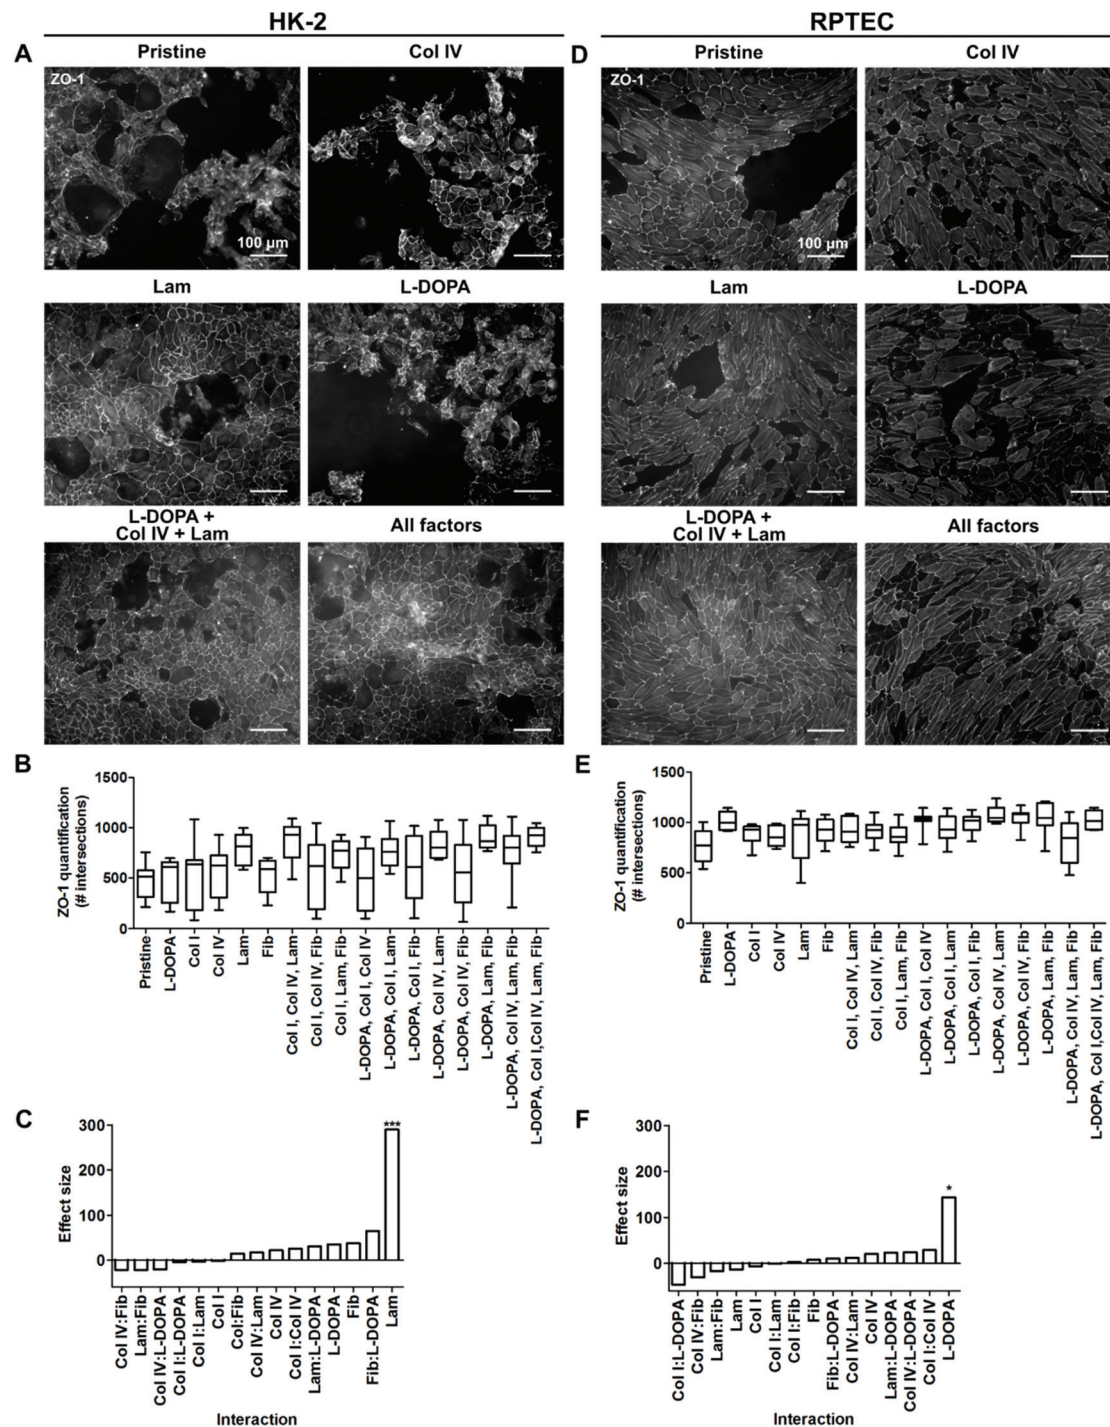 HK-2
A
Pristine
Col IV
ZO-1
100 µm
Lam
L-DOPA
L-DOPA +
Col IV + Lam
All factors
B
ZO-1 quantification
(# intersections)
1500
1000
500
0
Pristine
L-DOPA
Col I
Col IV
Lam
Fib
Col I, Col IV, Lam
Col I, Col IV, Fib
Col I, Lam, Fib
L-DOPA, Col I, Col IV
L-DOPA, Col I, Lam
L-DOPA, Col I, Fib
L-DOPA, Col IV, Lam
L-DOPA, Col IV, Fib
L-DOPA, Lam, Fib
L-DOPA, Col IV, Lam, Fib
L-DOPA, Col I,Col IV, Lam, Fib
C
Effect size
300
200
100
0
***
Col IV:Fib
Lam:Fib
Col IV:L-DOPA
Col I:L-DOPA
Col I:Lam
Col I
Col:Fib
Col IV:Lam
Col IV
Col I:Col IV
Lam:L-DOPA
L-DOPA
Fib
Fib:L-DOPA
Lam
Interaction
RPTEC
D
Pristine
Col IV
ZO-1
100 µm
Lam
L-DOPA
L-DOPA +
Col IV + Lam
All factors
E
ZO-1 quantification
(# intersections)
1500
1000
500
0
Pristine
L-DOPA
Col I
Col IV
Lam
Fib
Col I, Col IV, Lam
Col I, Col IV, Fib
Col I, Lam, Fib
L-DOPA, Col I, Col IV
L-DOPA, Col I, Lam
L-DOPA, Col I, Fib
L-DOPA, Col IV, Lam
L-DOPA, Col IV, Fib
L-DOPA, Lam, Fib
L-DOPA, Col IV, Lam, Fib
L-DOPA, Col I,Col IV, Lam, Fib
F
Effect size
300
200
100
0
*
Col I:L-DOPA
Col IV:Fib
Lam:Fib
Lam
Col I
Col I:Lam
Col I:Fib
Fib
Fib:L-DOPA
Col IV:Lam
Col IV
Lam:L-DOPA
Col IV:L-DOPA
Col I:Col IV
L-DOPA
Interaction